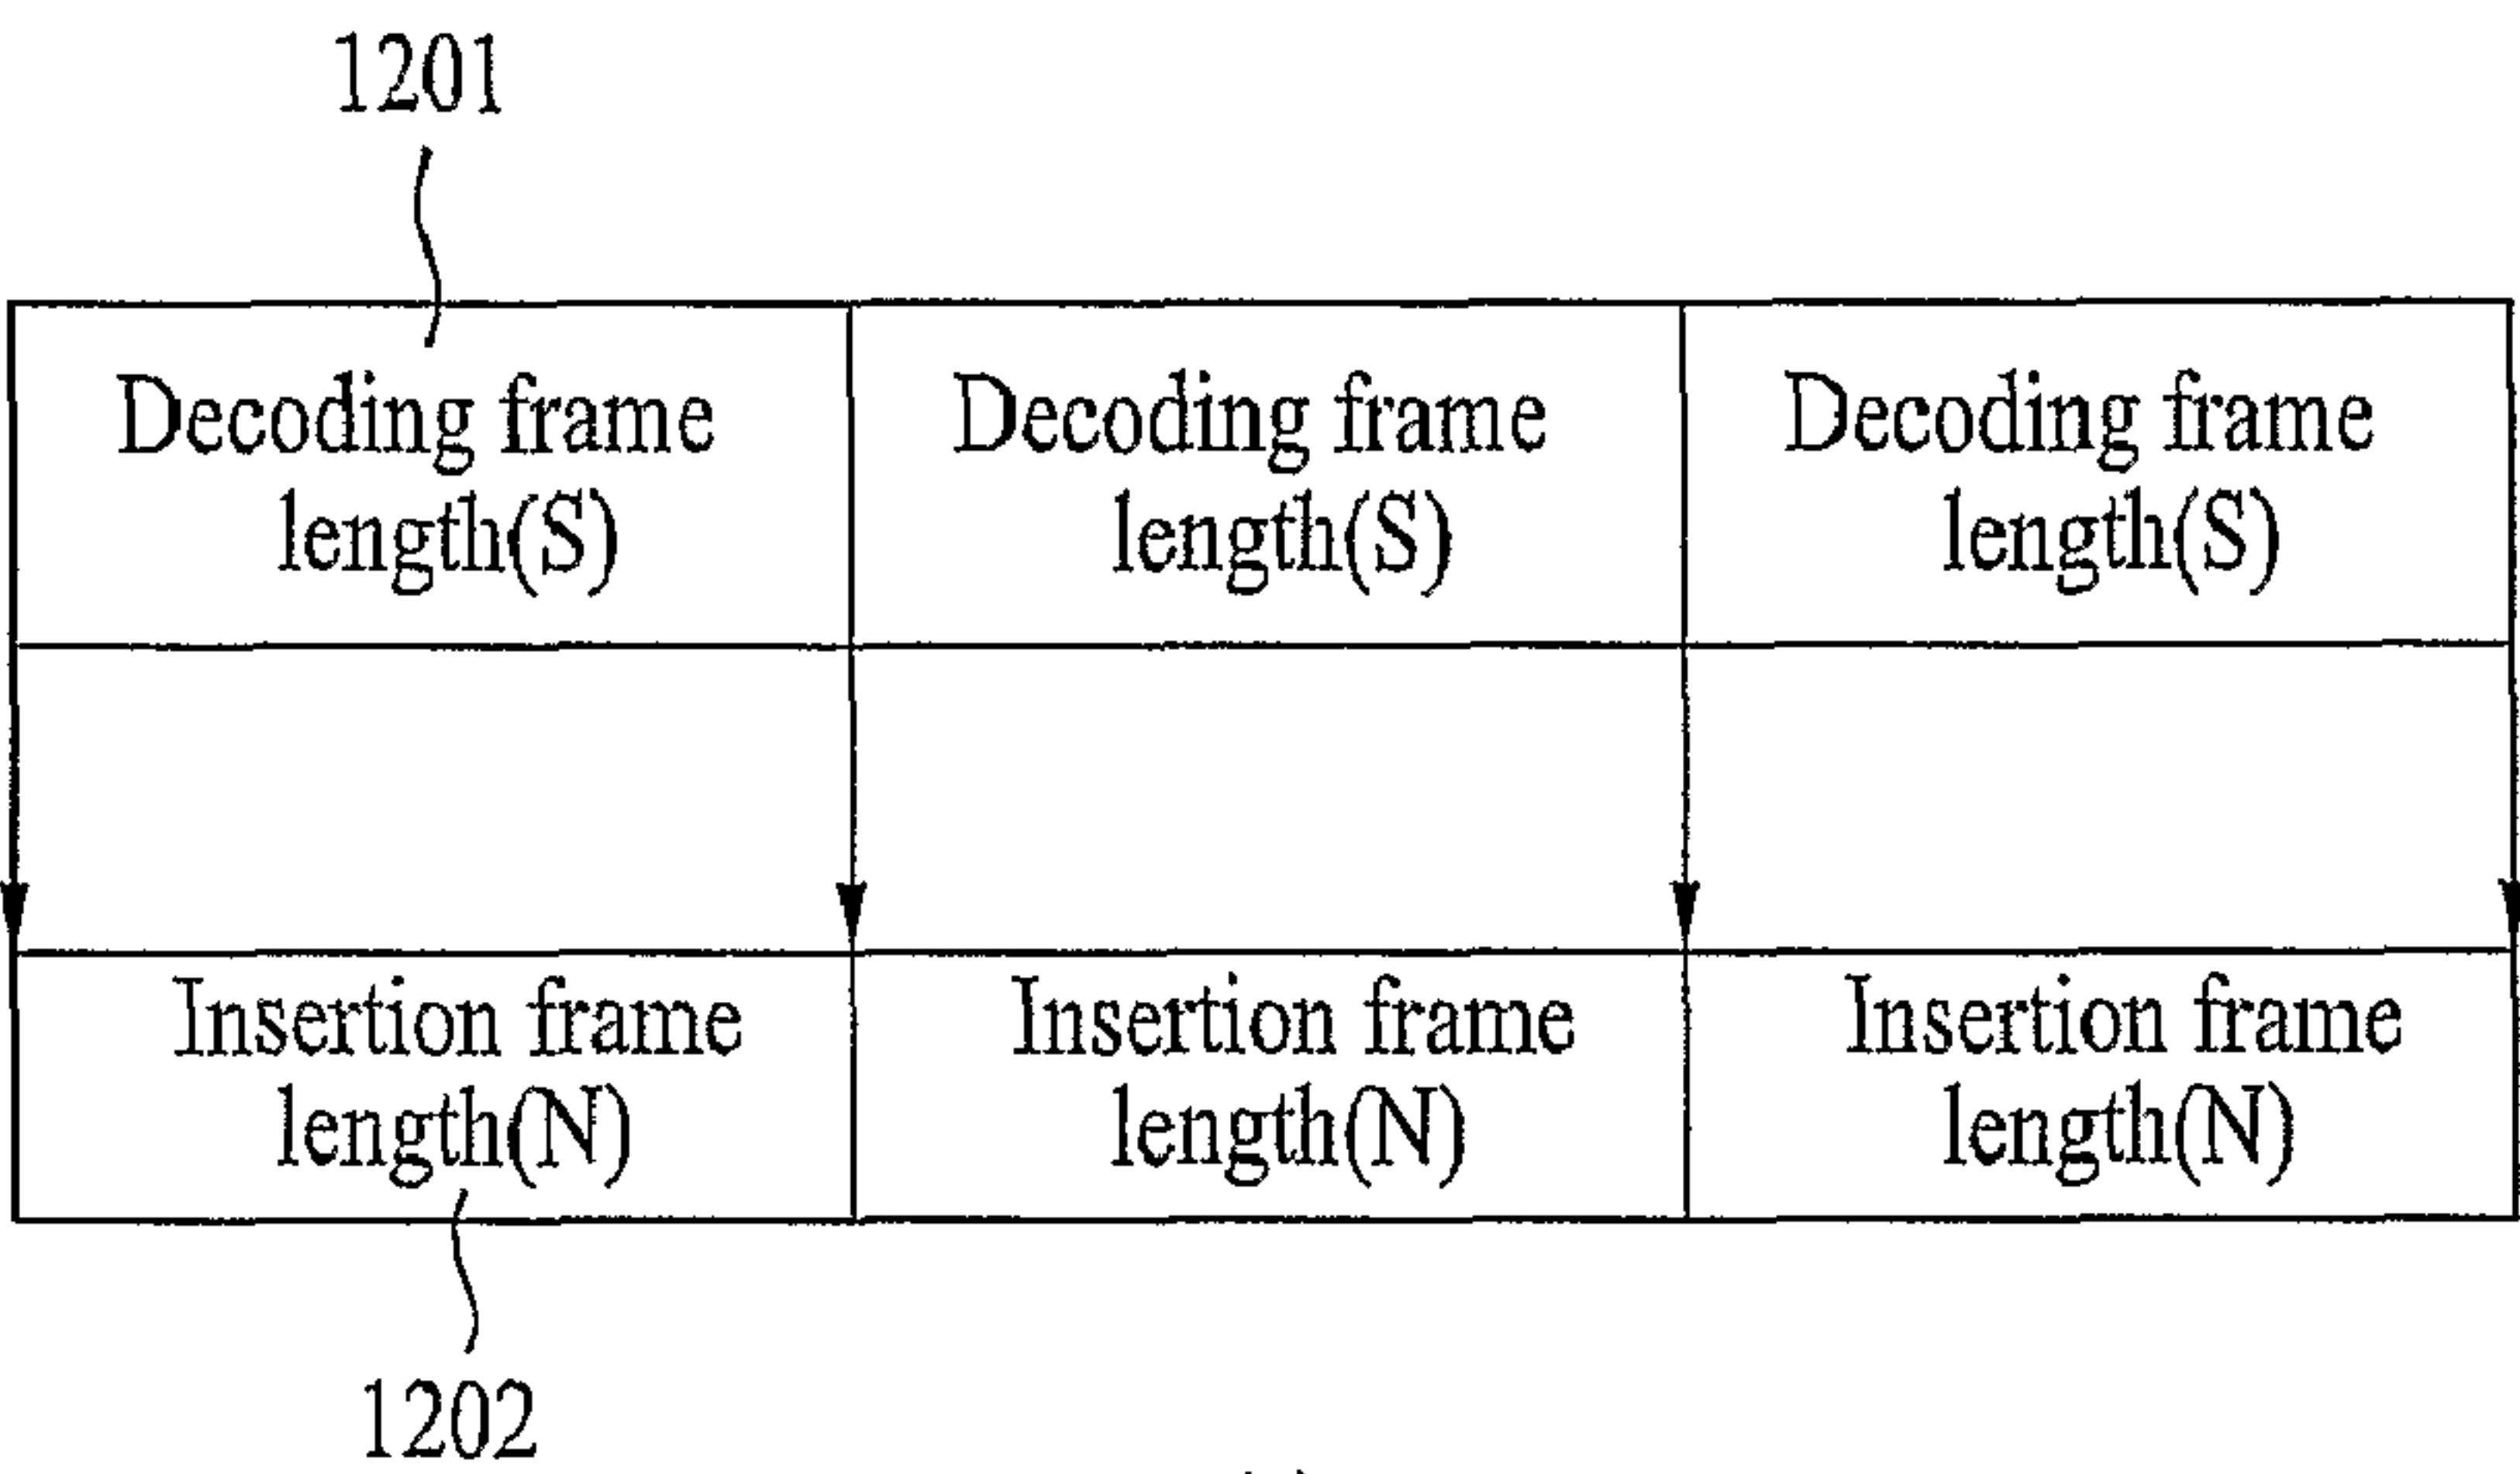 1201
Decoding frame
length(S)
Decoding frame
length(S)
Decoding frame
length(S)
Insertion frame
length(N)
Insertion frame
length(N)
Insertion frame
length(N)
1202